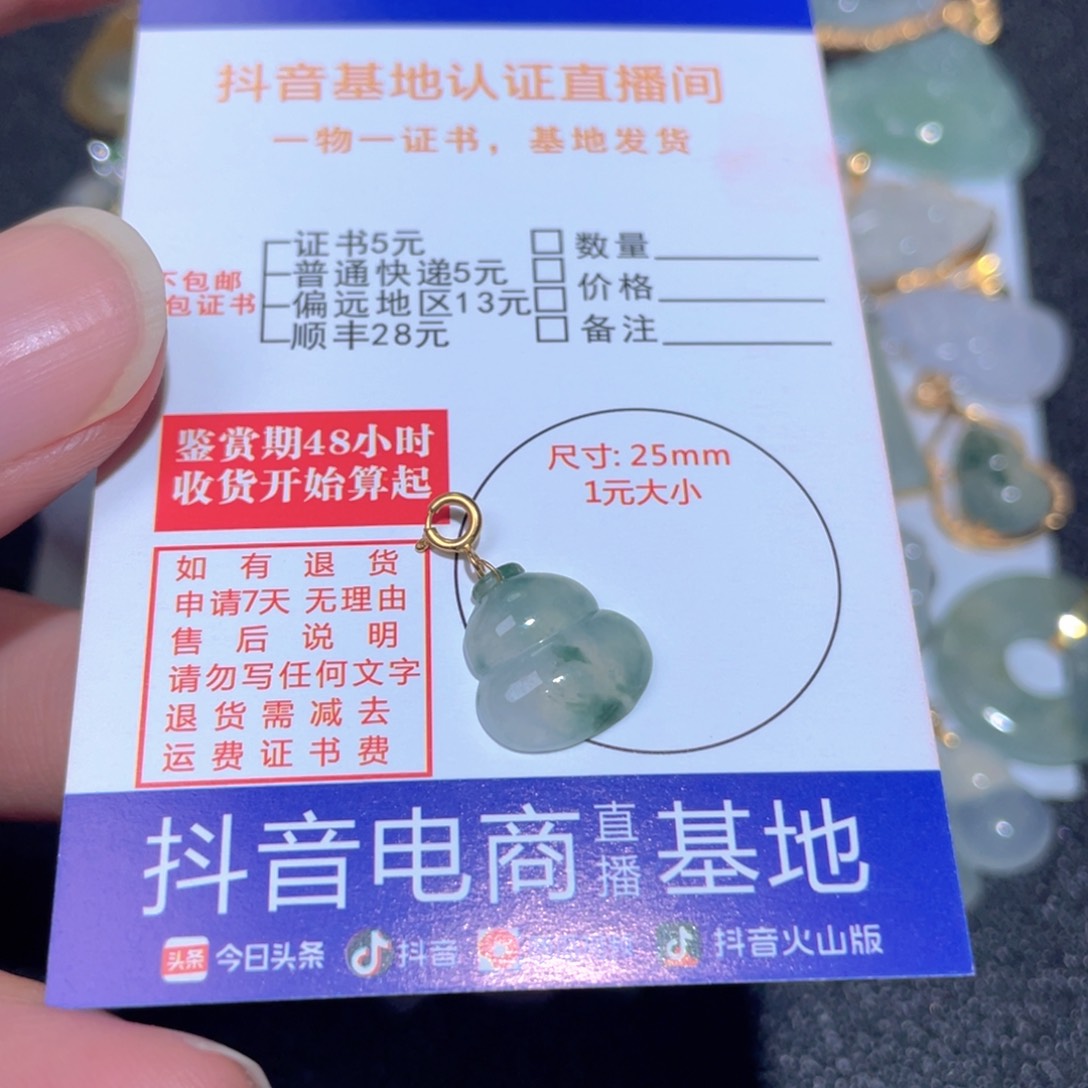 抖音基地认证直播间
一物一证书，基地发货
不包邮
包证书
证书5元
普通快递5元
偏远地区13元
顺丰28元
数量
价格
备注
鉴赏期48小时
收货开始算起
尺寸: 25mm
1元大小
如有退货
申请7天 无理由
售后说明
请勿写任何文字
退货需减去
运费证书费
抖音电商直播基地
头条 今日头条 抖音 抖音火山版